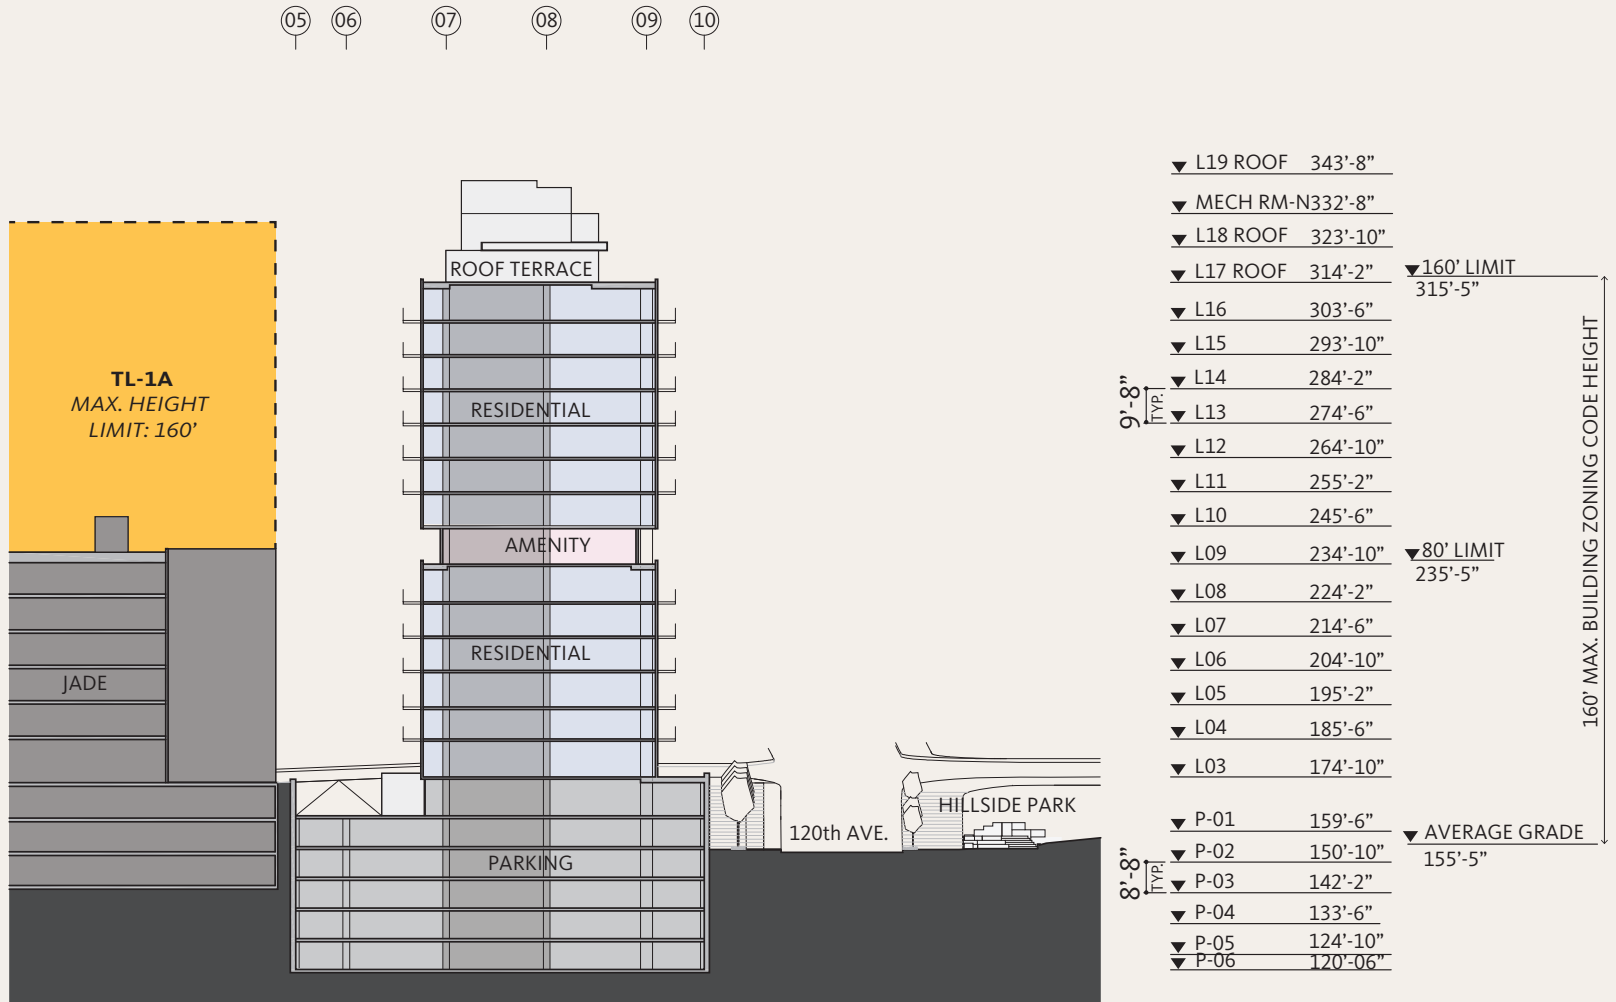 05 06 07 08 09 10
L19 ROOF 343’-8”
MECH RM-N 332’-8”
L18 ROOF 323’-10”
L17 ROOF 314’-2”
160’ LIMIT
315’-5”
L16 303’-6”
L15 293’-10”
L14 284’-2”
L13 274’-6”
9’-8”
TYP.
L12 264’-10”
L11 255’-2”
L10 245’-6”
L09 234’-10”
80’ LIMIT
235’-5”
L08 224’-2”
L07 214’-6”
L06 204’-10”
L05 195’-2”
L04 185’-6”
L03 174’-10”
P-01 159’-6”
AVERAGE GRADE
155’-5”
P-02 150’-10”
P-03 142’-2”
8’-8”
TYP.
P-04 133’-6”
P-05 124’-10”
P-06 120’-06”
160’ MAX. BUILDING ZONING CODE HEIGHT
ROOF TERRACE
TL-1A
MAX. HEIGHT
LIMIT: 160’
RESIDENTIAL
AMENITY
RESIDENTIAL
JADE
PARKING
120th AVE.
HILLSIDE PARK